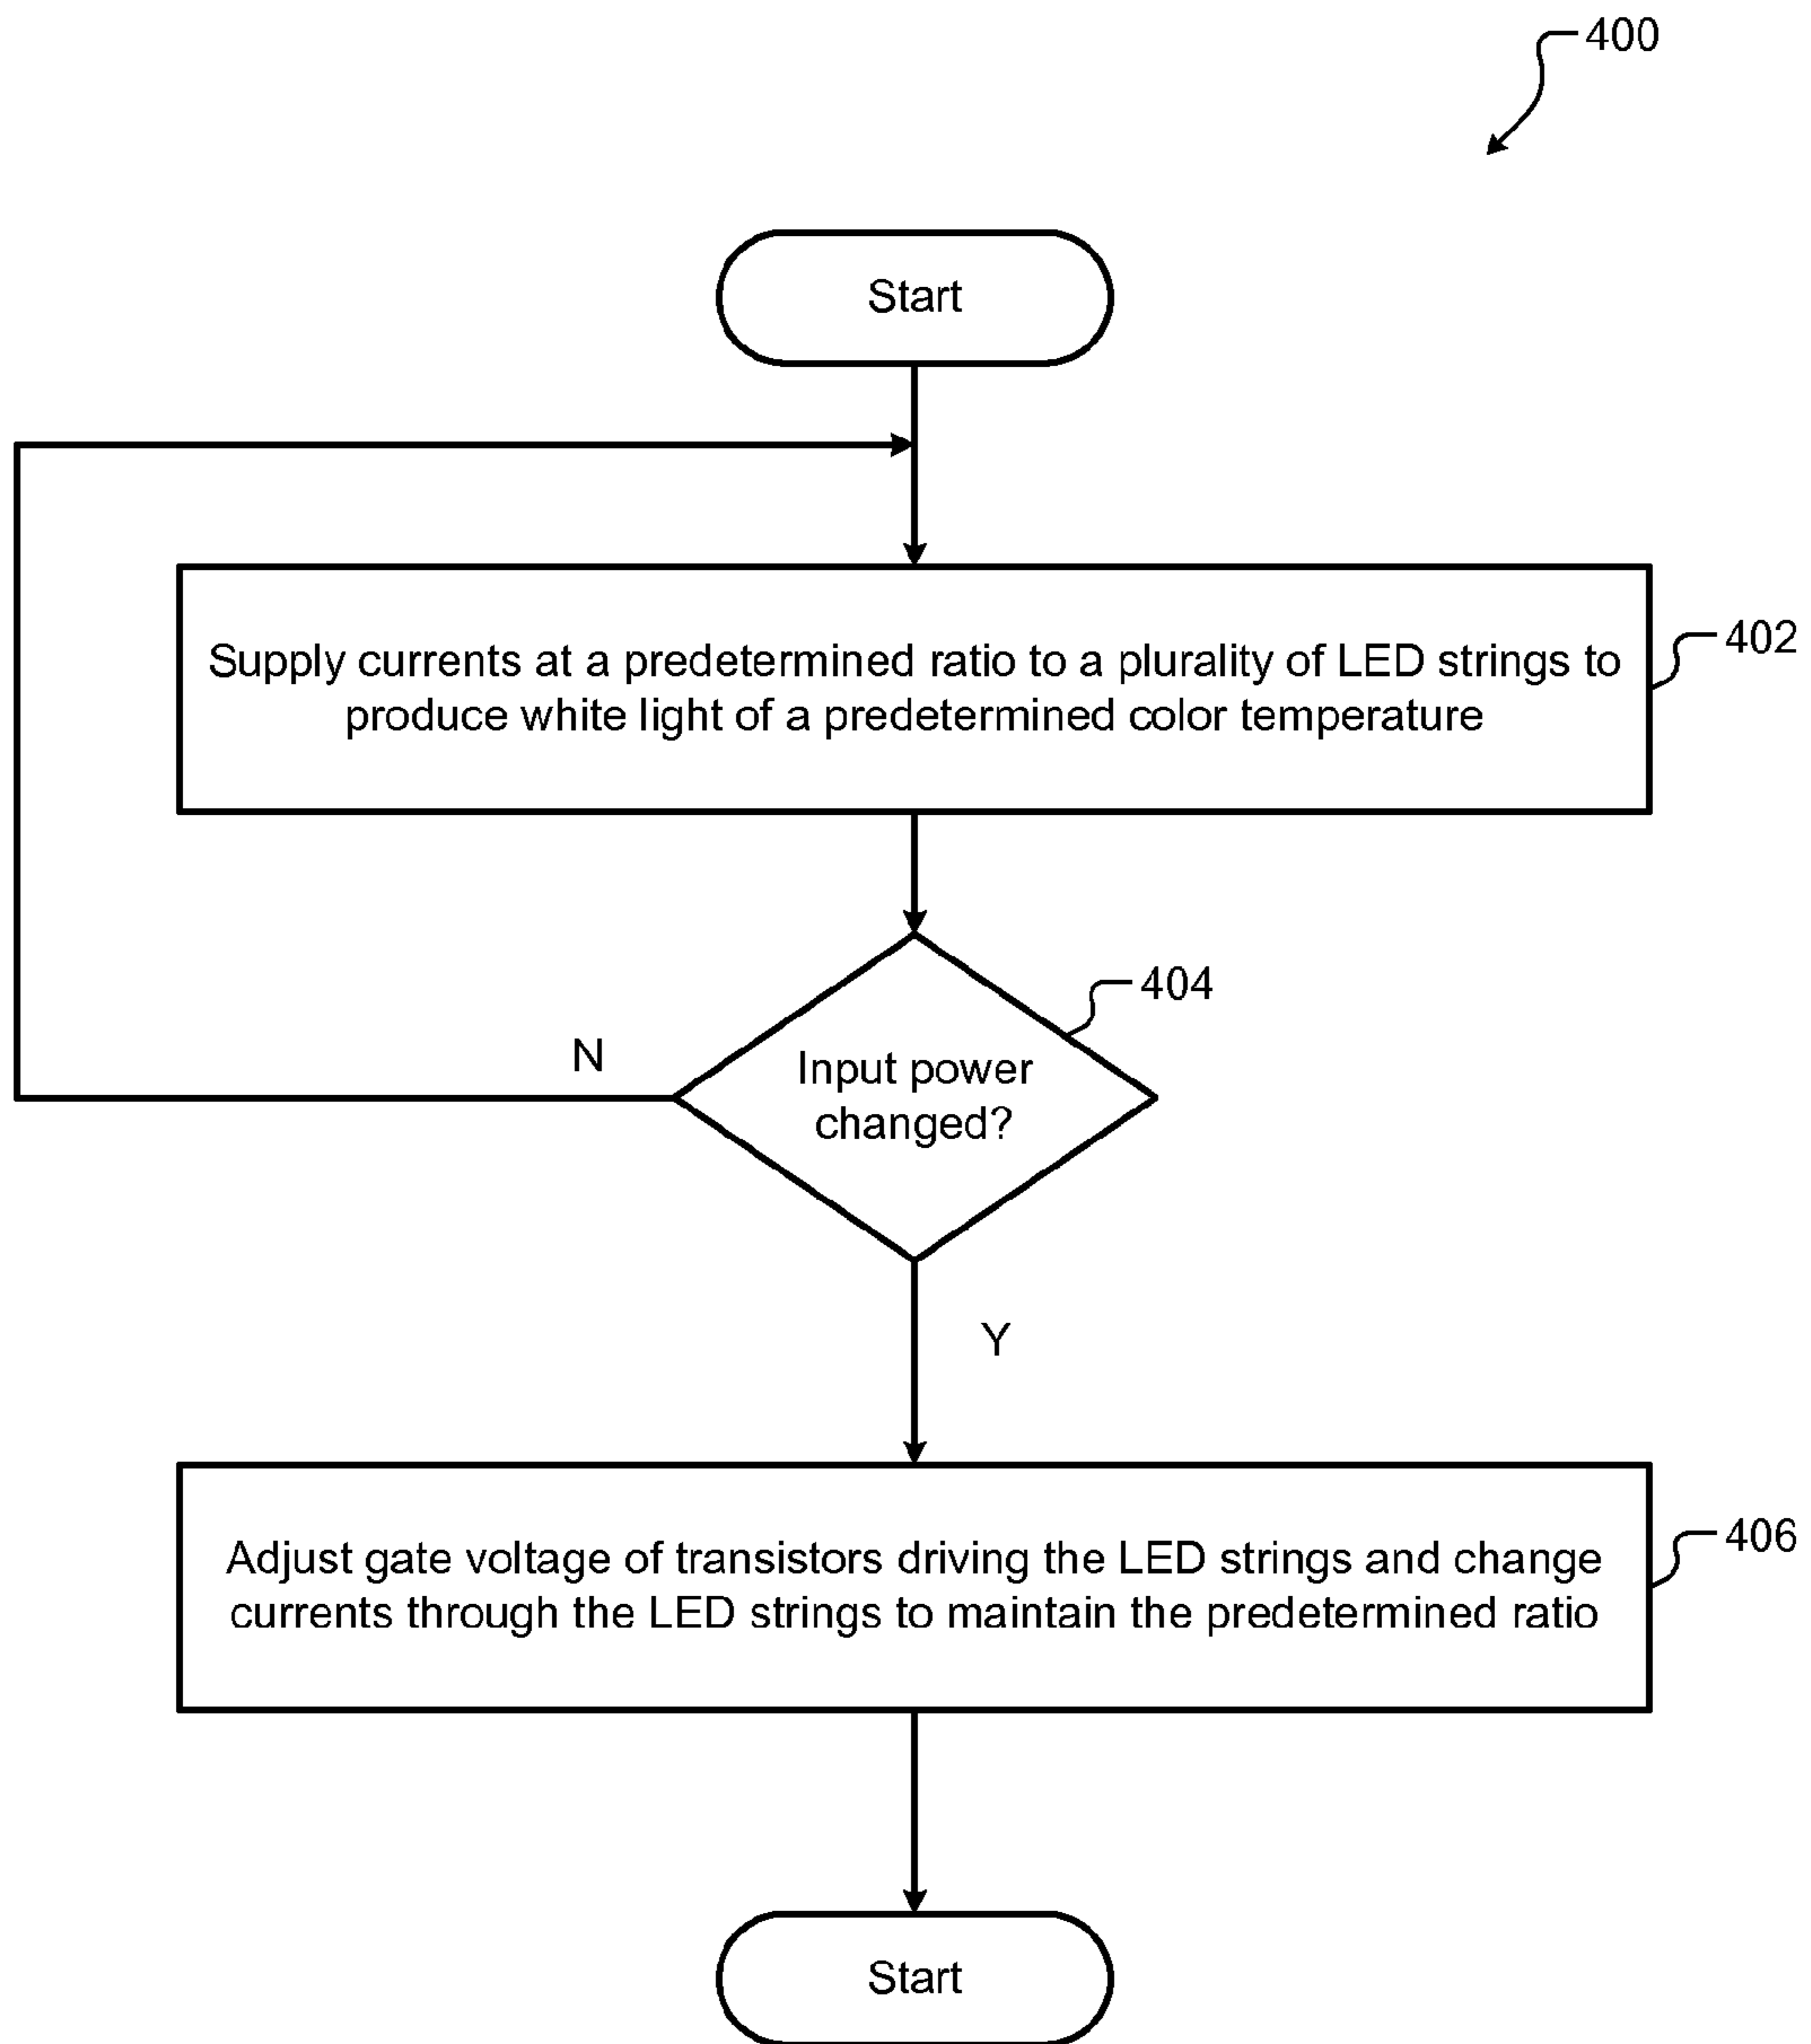 400
Start
Supply currents at a predetermined ratio to a plurality of LED strings to
produce white light of a predetermined color temperature
402
404
N
Input power
changed?
Y
Adjust gate voltage of transistors driving the LED strings and change
currents through the LED strings to maintain the predetermined ratio
406
Start